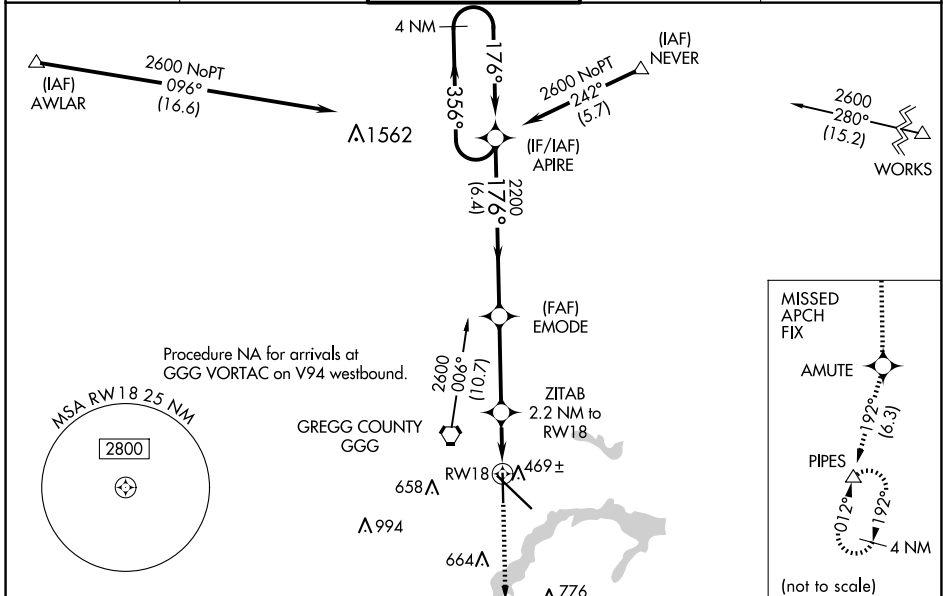 4 NM
176°
356°
(IAF)
AWLAR
2600 NoPT
096°
(16.6)
1562
2600 NoPT
242°
(5.7)
(IAF)
NEVER
(IF/IAF)
APIRE
2600
280°
(15.2)
WORKS
2200
176°
(6.4)
(FAF)
EMODE
Procedure NA for arrivals at
GGG VORTAC on V94 westbound.
2600
006°
(10.7)
GREGG COUNTY
GGG
ZITAB
2.2 NM to
RW18
MSA RW18 25 NM
2800
RW18
469±
658
994
664
776
MISSED
APCH
FIX
AMUTE
192°
(6.3)
PIPES
012°
192°
4 NM
(not to scale)